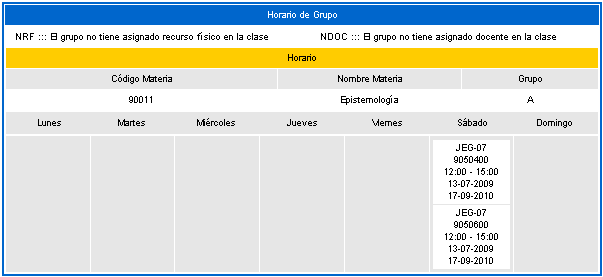 Horario de Grupo
NRF ::: El grupo no tiene asignado recurso físico en la clase NDOC ::: El grupo no tiene asignado docente en la clase
Horario
Código Materia Nombre Materia Grupo
90011 Epistemología A
Lunes Martes Miércoles Jueves Viernes Sábado Domingo
JEG-07
9050400
12:00 - 15:00
13-07-2009
17-09-2010
JEG-07
9050600
12:00 - 15:00
13-07-2009
17-09-2010